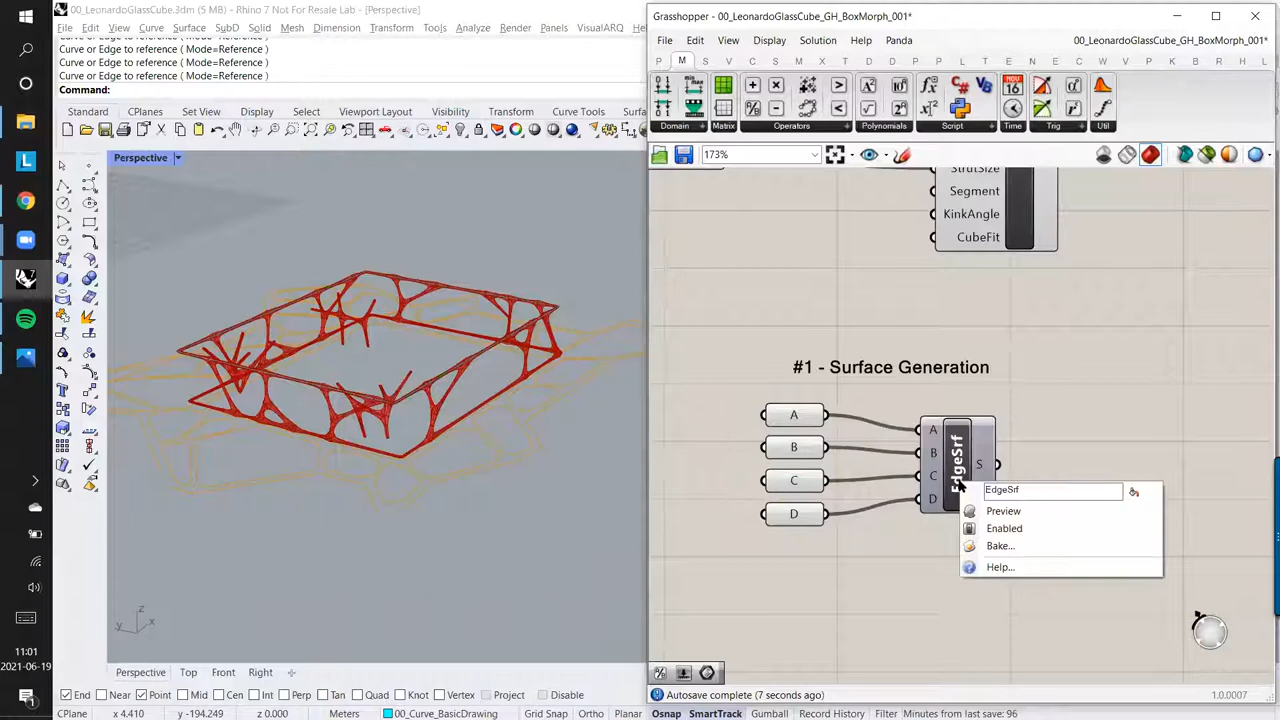 00_LeonardoGlassCube.3dm (5 MB) - Rhino 7 Not For Resale Lab - [Perspective]
File Edit View Curve Surface SubD Solid Mesh Dimension Transform Tools Analyze Render Panels VisualARQ
Curve or Edge to reference ( Mode=Reference )
Curve or Edge to reference ( Mode=Reference )
Curve or Edge to reference ( Mode=Reference )
Command:
Standard CPlanes Set View Display Select Viewport Layout Visibility Transform Curve Tools
Perspective
z
y x
Perspective Top Front Right
End Near Point Mid Cen Int Perp Tan Quad Knot Vertex Project Disable
CPlane x 4.410 y -194.249 z 0.000 Meters 00_Curve_BasicDrawing Grid Snap Ortho Planar Osnap SmartTrack Gumball Record History Filter Minutes from last save: 96
11:01
2021-06-19
Grasshopper - 00_LeonardoGlassCube_GH_BoxMorph_001*
File Edit View Display Solution Help Panda 00_LeonardoGlassCube_GH_BoxMorph_001*
P M S V C S M X D R W L E P P L W F K H A V C T K E L
Domain Matrix Operators Polynomials Script Time Trig Util
173%
StrutSize
Segment
KinkAngle
CubeFit
#1 - Surface Generation
A
B
C
D
A
B
C
D
EdgeSrf
S
EdgeSrf
Preview
Enabled
Bake...
Help...
Autosave complete (7 seconds ago) 1.0.0007